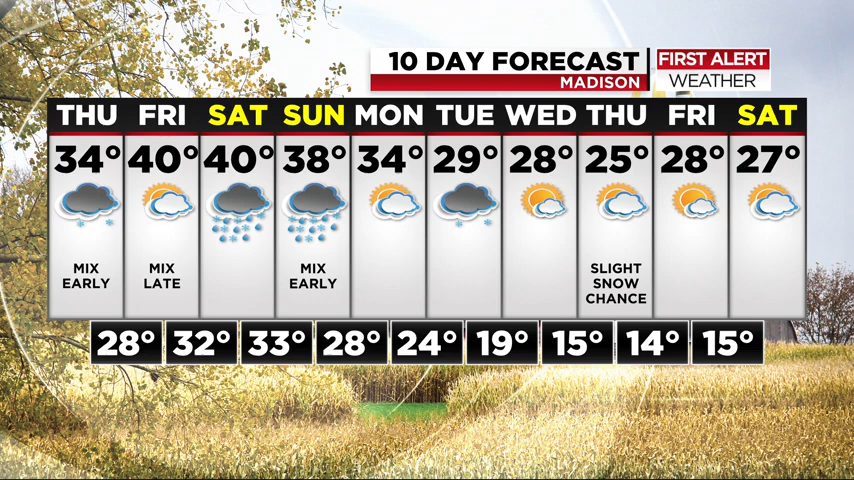 10 DAY FORECAST
MADISON
FIRST ALERT
WEATHER
THU FRI SAT SUN MON TUE WED THU FRI SAT
34° 40° 40° 38° 34° 29° 28° 25° 28° 27°
MIX EARLY
MIX LATE
MIX EARLY
SLIGHT SNOW CHANCE
28° 32° 33° 28° 24° 19° 15° 14° 15°